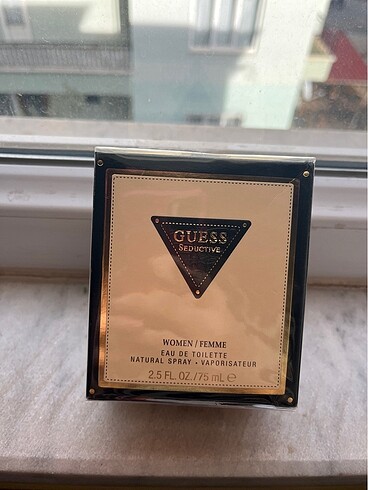 GUESS
SEDUCTIVE
WOMEN / FEMME
EAU DE TOILETTE
NATURAL SPRAY • VAPORISATEUR
2.5 FL. OZ./75 mL ℮